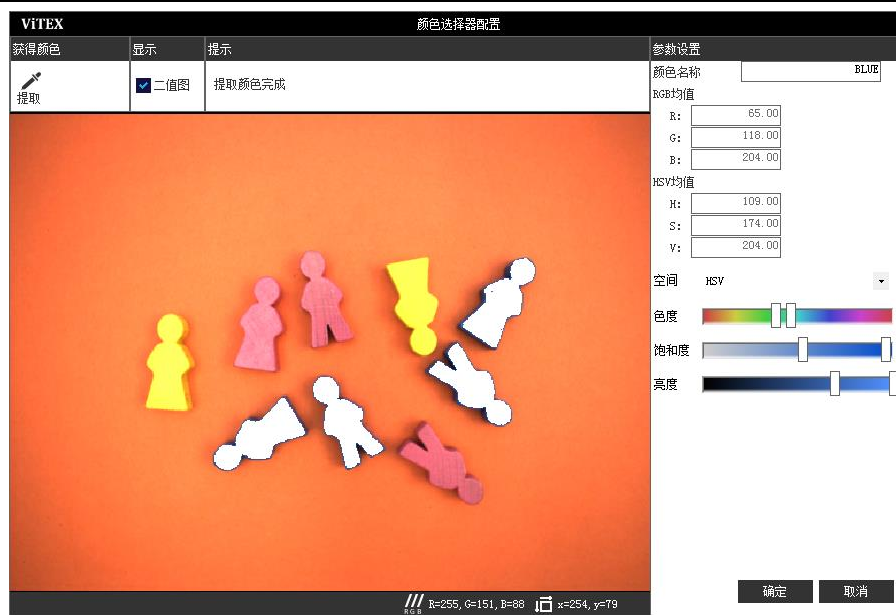 ViTEX
颜色选择器配置
获得颜色
显示
提示
参数设置
提取
二值图
提取颜色完成
颜色名称
BLUE
RGB均值
R: 65.00
G: 118.00
B: 204.00
HSV均值
H: 109.00
S: 174.00
V: 204.00
空间 HSV
色度
饱和度
亮度
RGB R=255, G=151, B=88 x=254, y=79
确定
取消